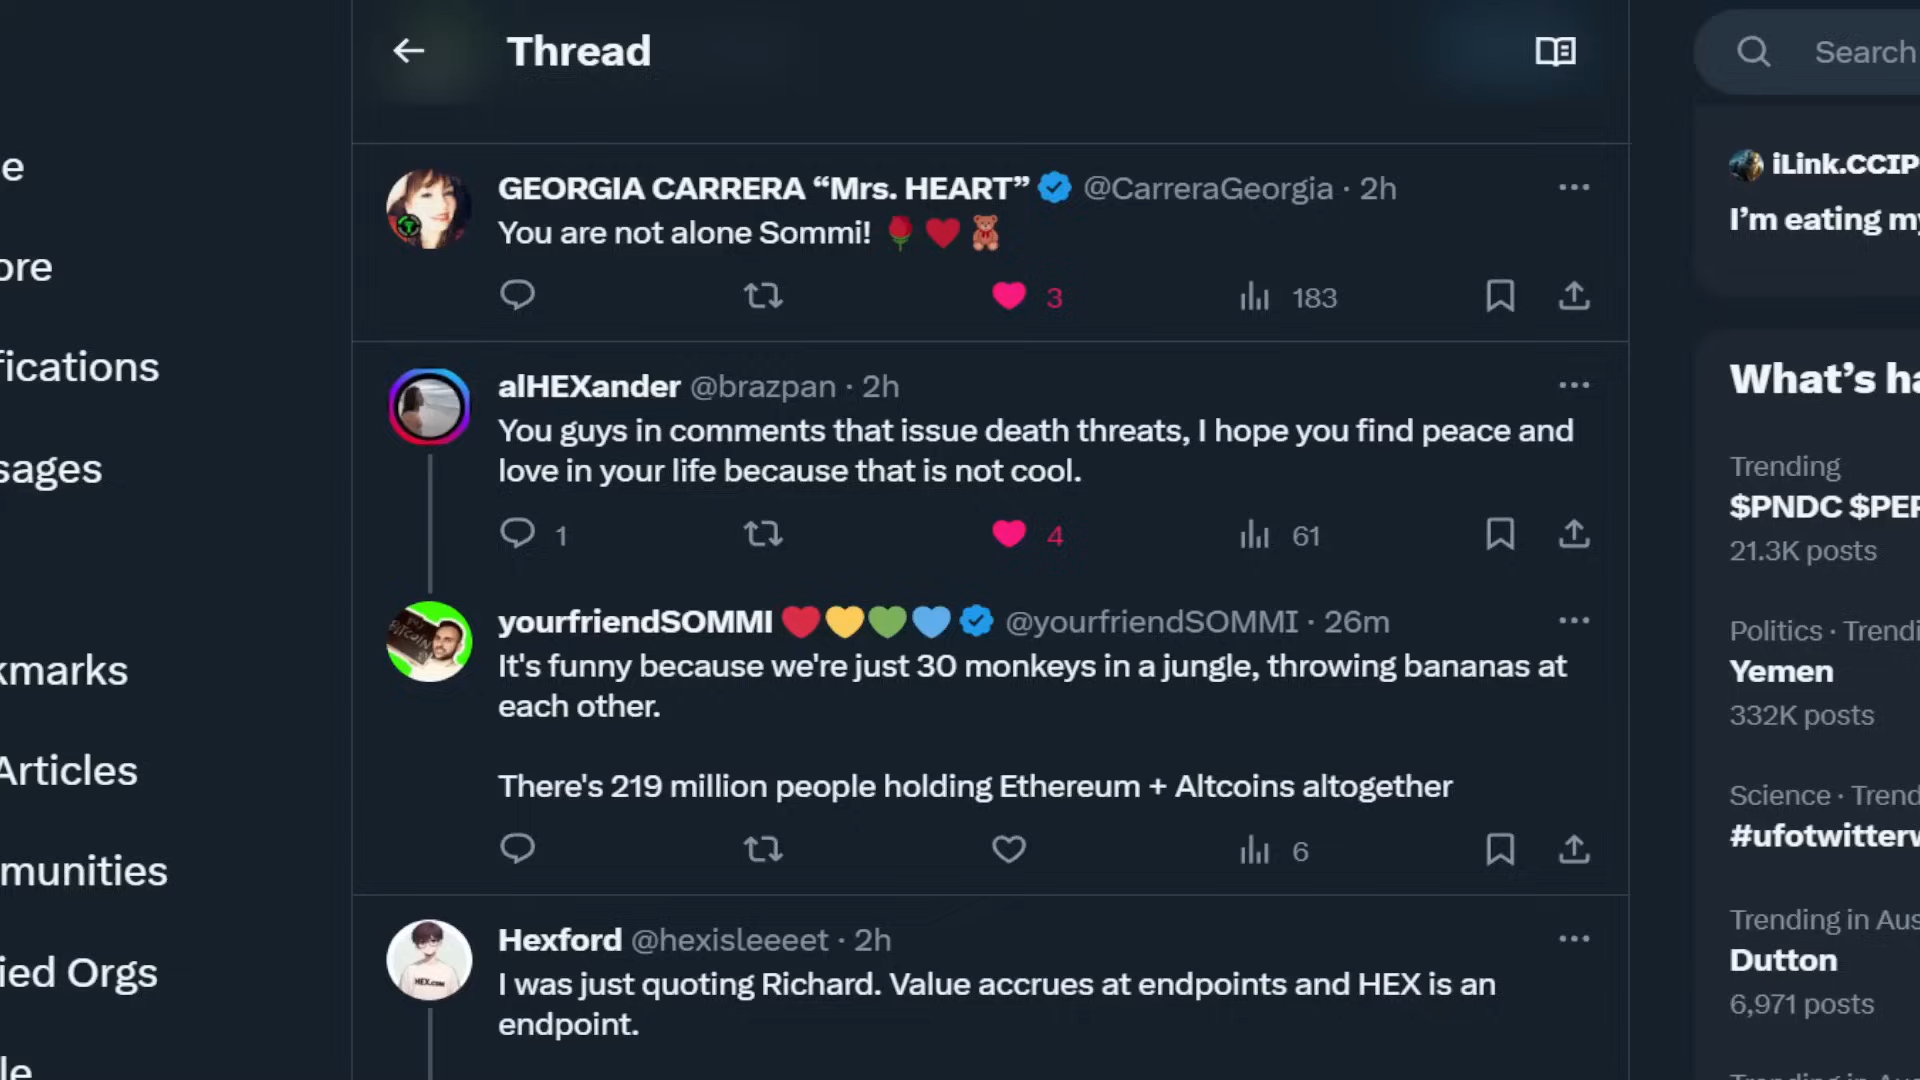 Thread
Search
e
ore
fications
sages
kmarks
Articles
munities
ied Orgs
le
GEORGIA CARRERA “Mrs. HEART” @CarreraGeorgia · 2h
You are not alone Sommi! 🌹❤️🧸
3 183
alHEXander @brazpan · 2h
You guys in comments that issue death threats, I hope you find peace and
love in your life because that is not cool.
1 4 61
yourfriendSOMMI ❤️💛💚💙 @yourfriendSOMMI · 26m
It's funny because we're just 30 monkeys in a jungle, throwing bananas at
each other.
There's 219 million people holding Ethereum + Altcoins altogether
6
Hexford @hexisleeeet · 2h
I was just quoting Richard. Value accrues at endpoints and HEX is an
endpoint.
iLink.CCIP
I’m eating my
What’s ha
Trending
$PNDC $PEP
21.3K posts
Politics · Trendi
Yemen
332K posts
Science · Trend
#ufotwitterw
Trending in Aus
Dutton
6,971 posts